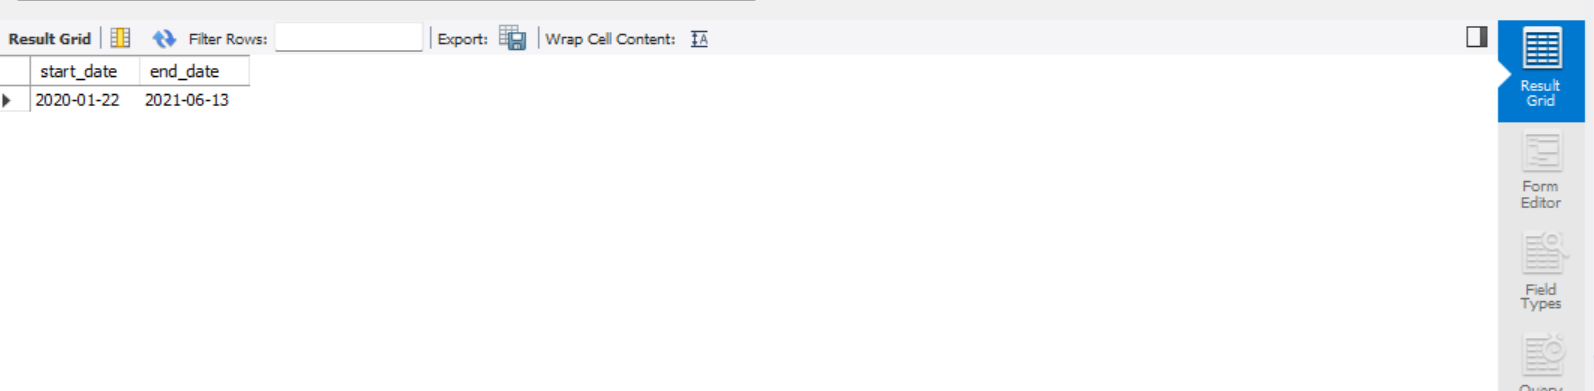 Result Grid Filter Rows: Export: Wrap Cell Content: IA
start_date end_date
2020-01-22 2021-06-13
Result
Grid
Form
Editor
Field
Types